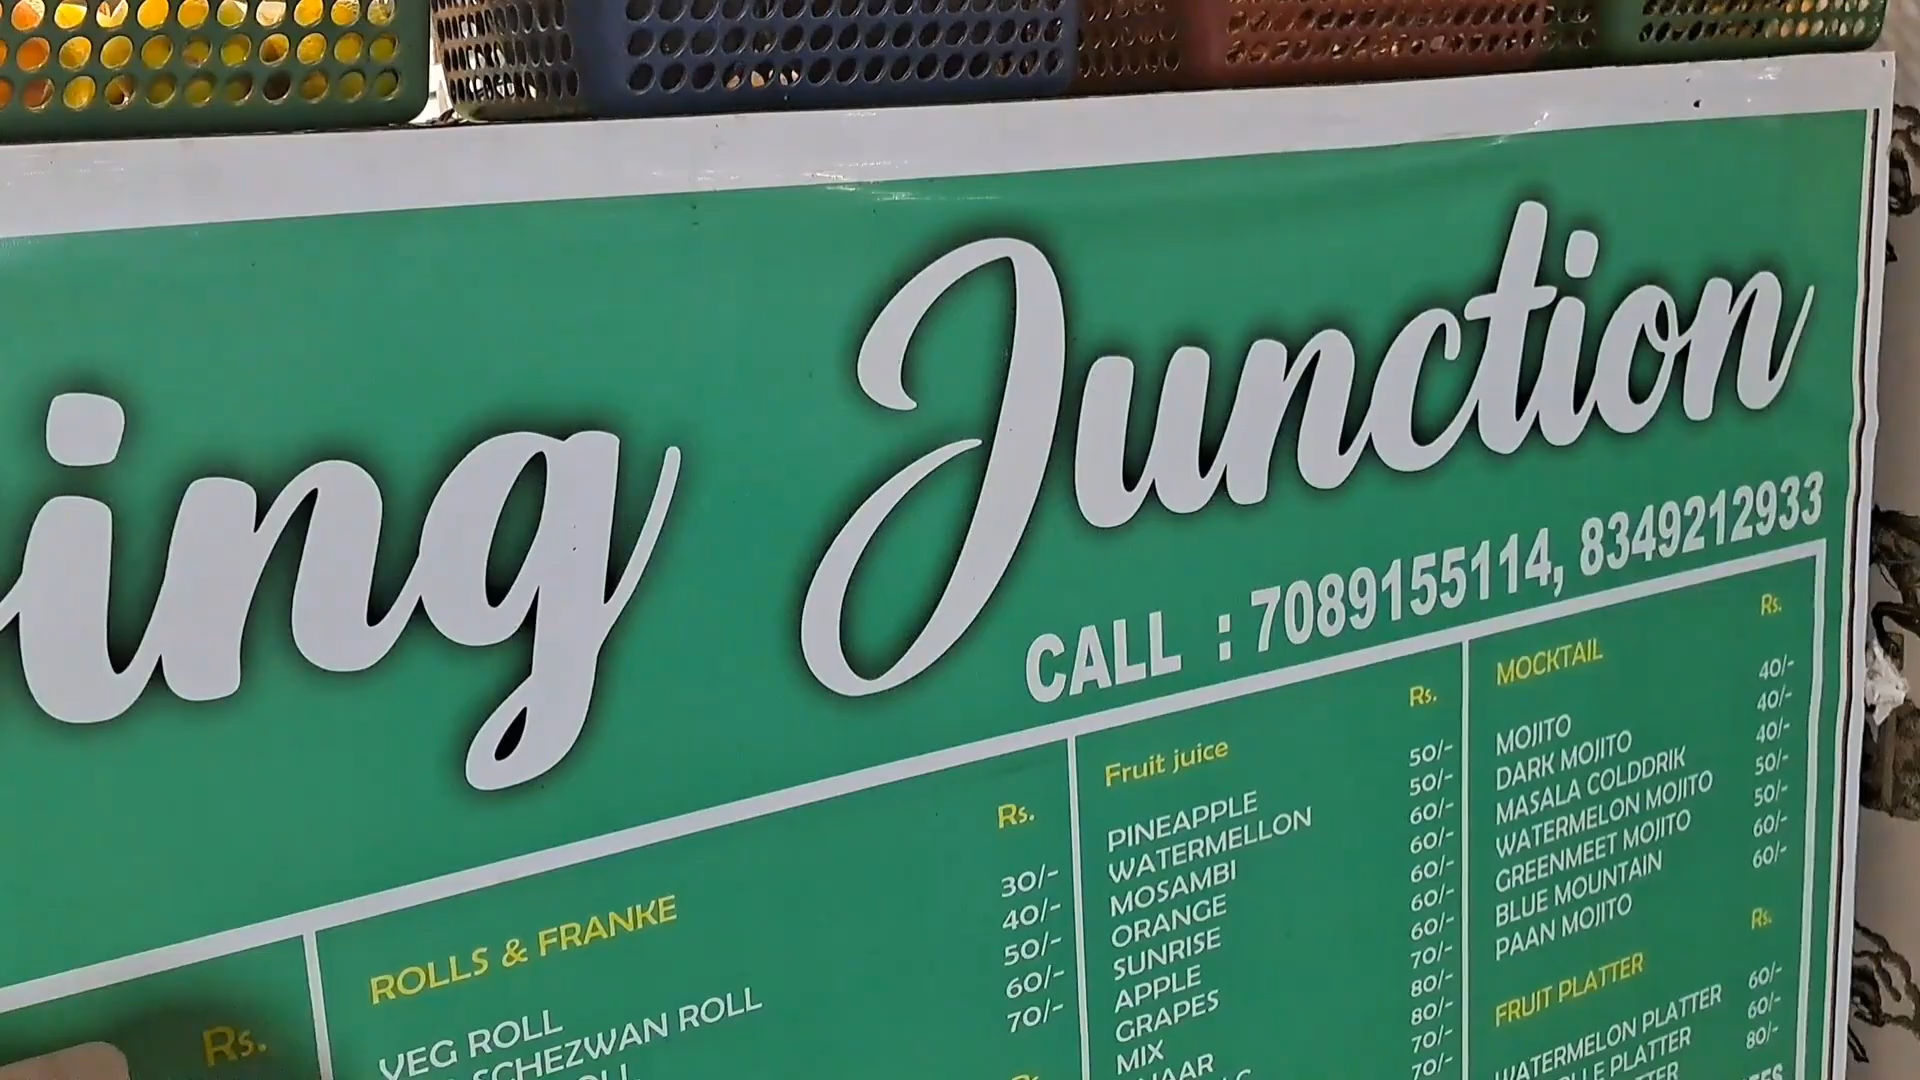 ing Junction
CALL : 7089155114, 8349212933
Rs.
ROLLS & FRANKE
Rs.
VEG ROLL
SCHEZWAN ROLL
30/-
40/-
50/-
60/-
70/-
Fruit juice
Rs.
PINEAPPLE
WATERMELLON
MOSAMBI
ORANGE
SUNRISE
APPLE
GRAPES
MIX
50/-
50/-
60/-
60/-
60/-
60/-
60/-
70/-
80/-
80/-
70/-
70/-
MOCKTAIL
Rs.
MOJITO
DARK MOJITO
MASALA COLDDRIK
WATERMELON MOJITO
GREENMEET MOJITO
BLUE MOUNTAIN
PAAN MOJITO
40/-
40/-
40/-
50/-
50/-
60/-
60/-
FRUIT PLATTER
Rs.
WATERMELON PLATTER
PLATTER
60/-
60/-
80/-